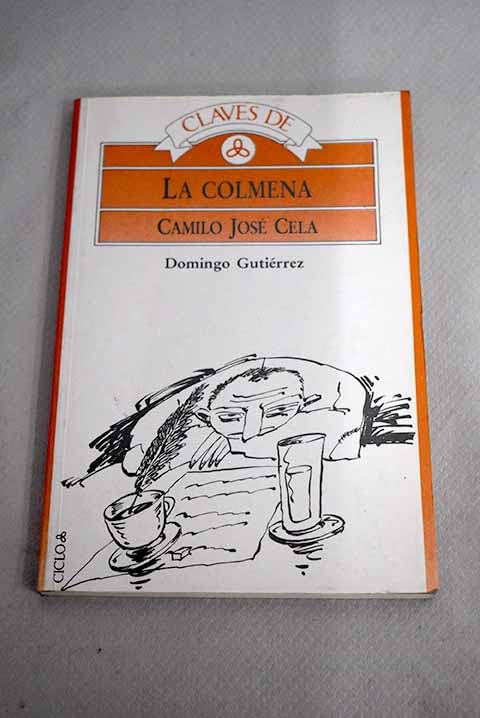 CLAVES DE
LA COLMENA
CAMILO JOSÉ CELA
Domingo Gutiérrez
CICLO